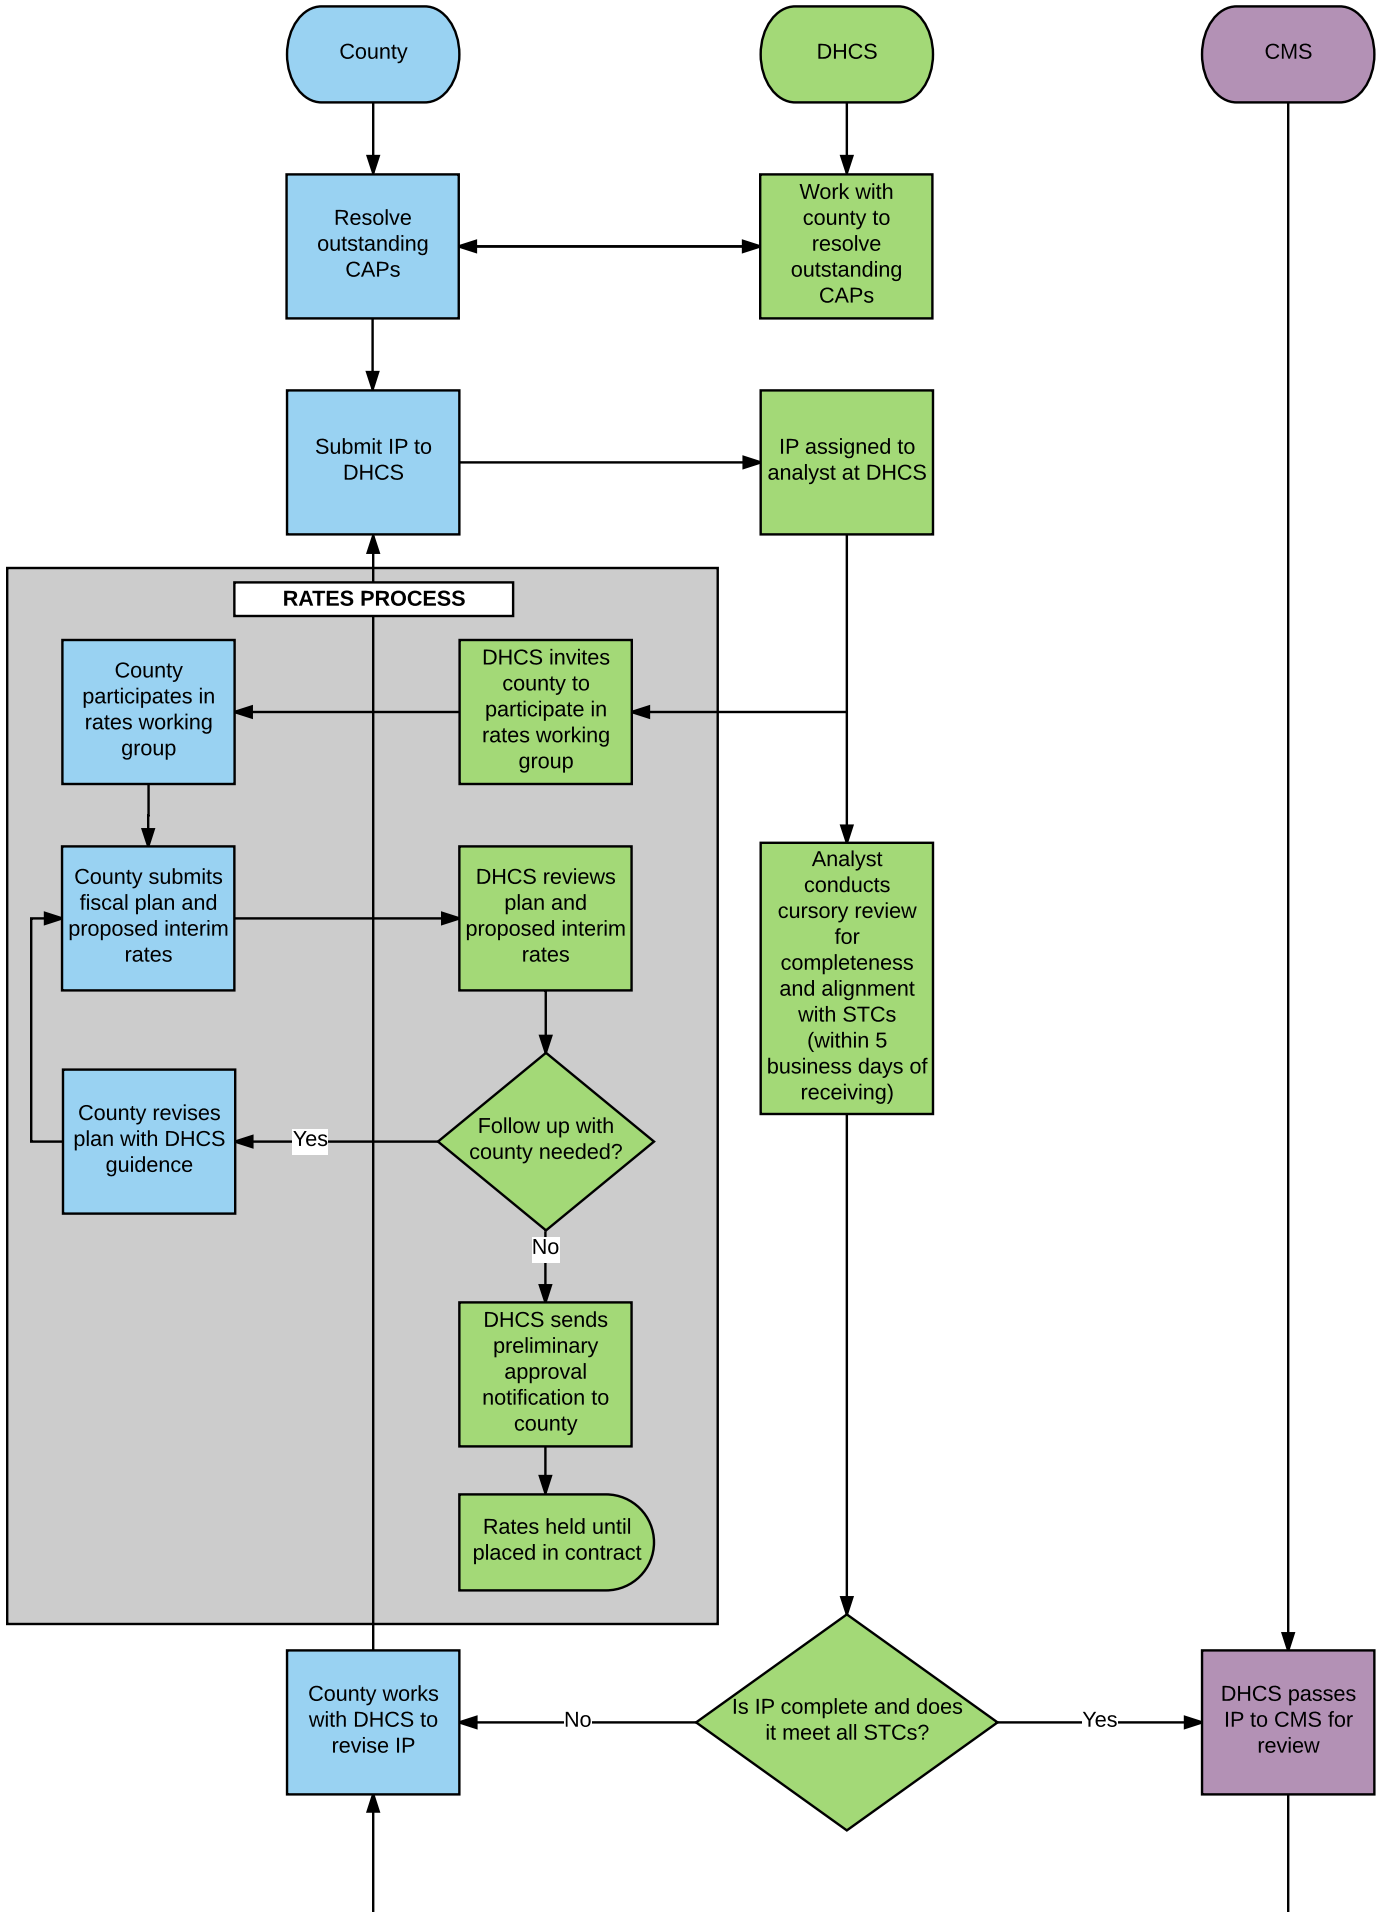 County
DHCS
CMS
Resolve
outstanding
CAPs
Work with
county to
resolve
outstanding
CAPs
Submit IP to
DHCS
IP assigned to
analyst at DHCS
RATES PROCESS
County
participates in
rates working
group
DHCS invites
county to
participate in
rates working
group
County submits
fiscal plan and
proposed interim
rates
DHCS reviews
plan and
proposed interim
rates
Analyst
conducts
cursory review
for
completeness
and alignment
with STCs
(within 5
business days of
receiving)
County revises
plan with DHCS
guidence
Yes
Follow up with
county needed?
No
DHCS sends
preliminary
approval
notification to
county
Rates held until
placed in contract
County works
with DHCS to
revise IP
No
Is IP complete and does
it meet all STCs?
Yes
DHCS passes
IP to CMS for
review